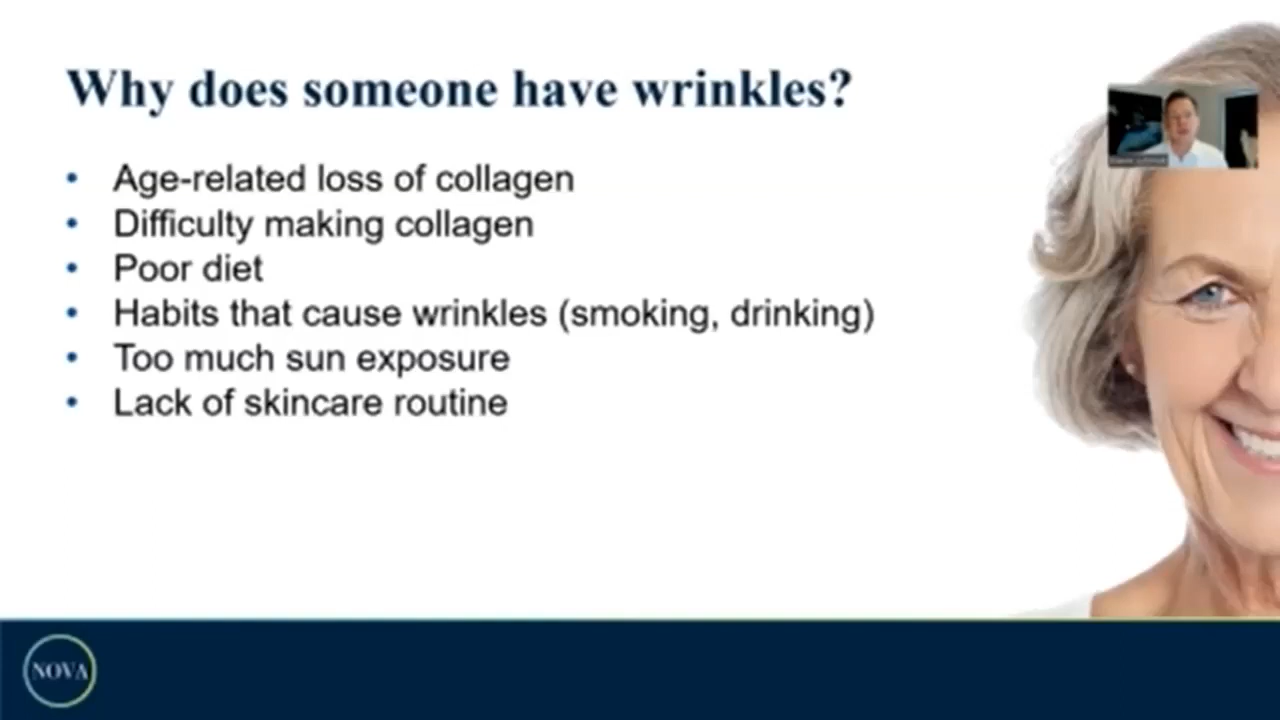 Why does someone have wrinkles?
• Age-related loss of collagen
• Difficulty making collagen
• Poor diet
• Habits that cause wrinkles (smoking, drinking)
• Too much sun exposure
• Lack of skincare routine
NOVA